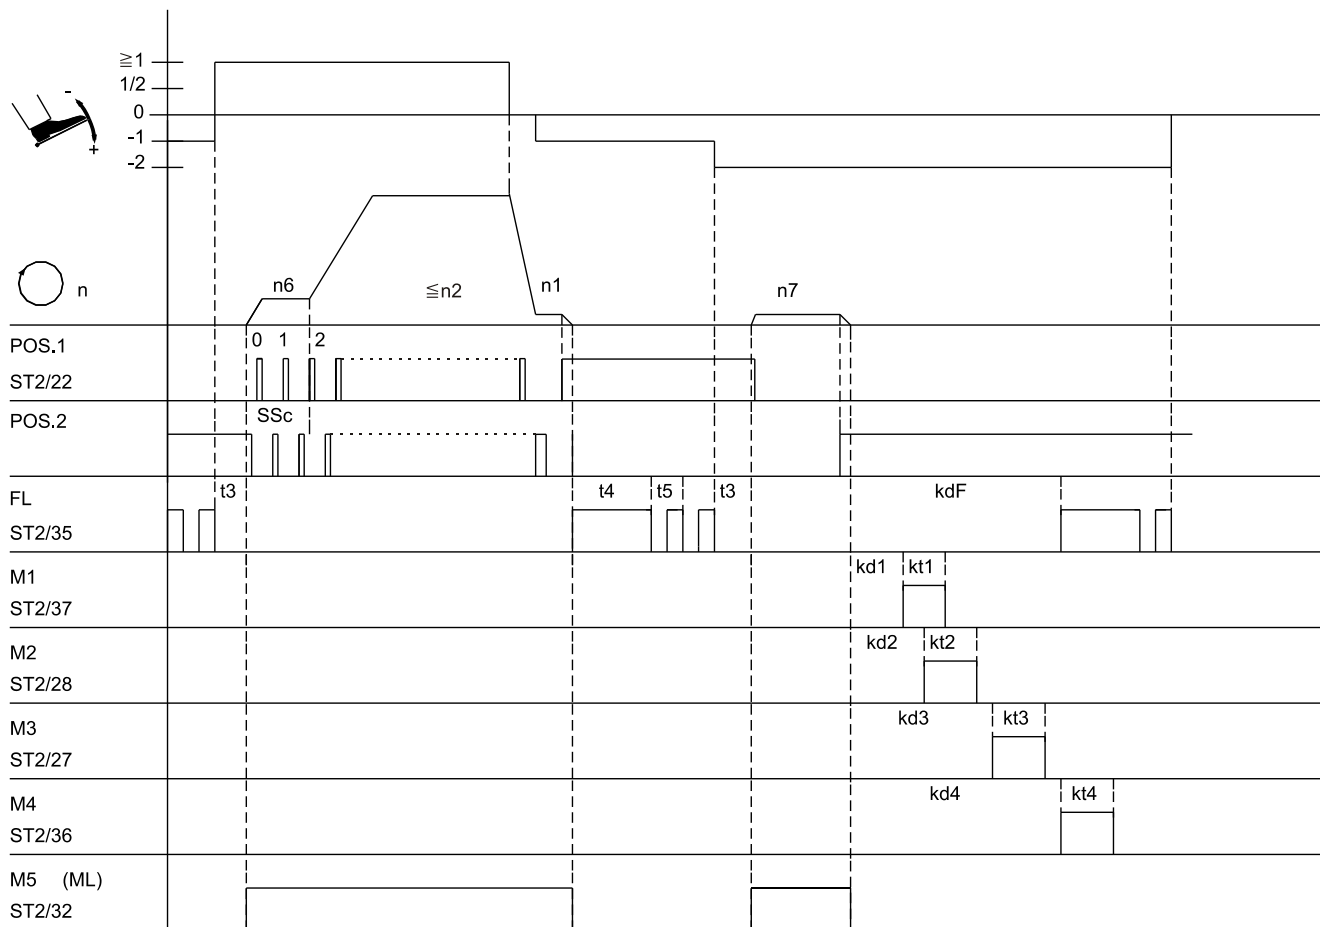 ≧1
1/2
0
-1
-2
-
+
n
n6
≦n2
n1
n7
POS.1
0 1 2
ST2/22
POS.2
SSc
FL
t3 t4 t5 t3 kdF
ST2/35
M1
kd1 kt1
ST2/37
M2
kd2 kt2
ST2/28
M3
kd3 kt3
ST2/27
M4
kd4 kt4
ST2/36
M5 (ML)
ST2/32